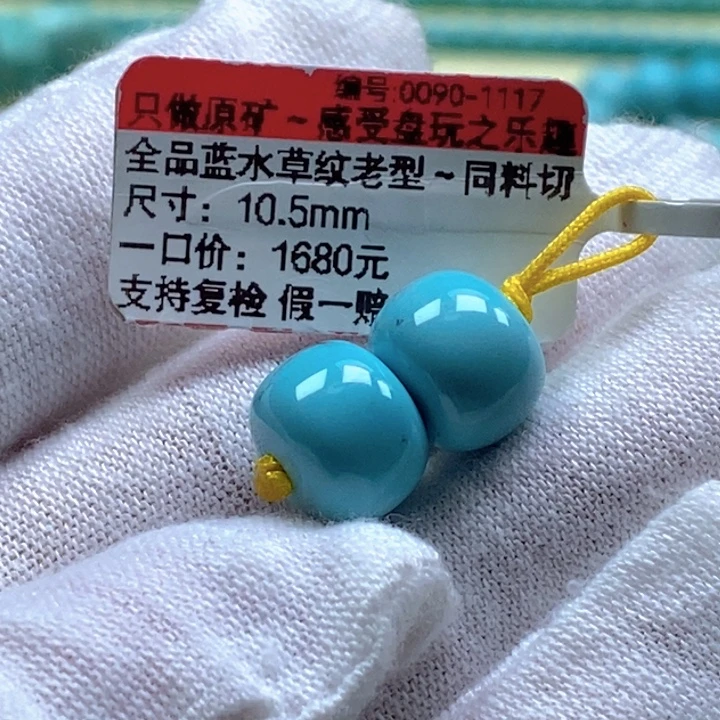 编号:0090-1117
只做原矿~感受盘玩之乐趣
全品蓝水草纹老型~同料切
尺寸：10.5mm
一口价：1680元
支持复检 假一赔